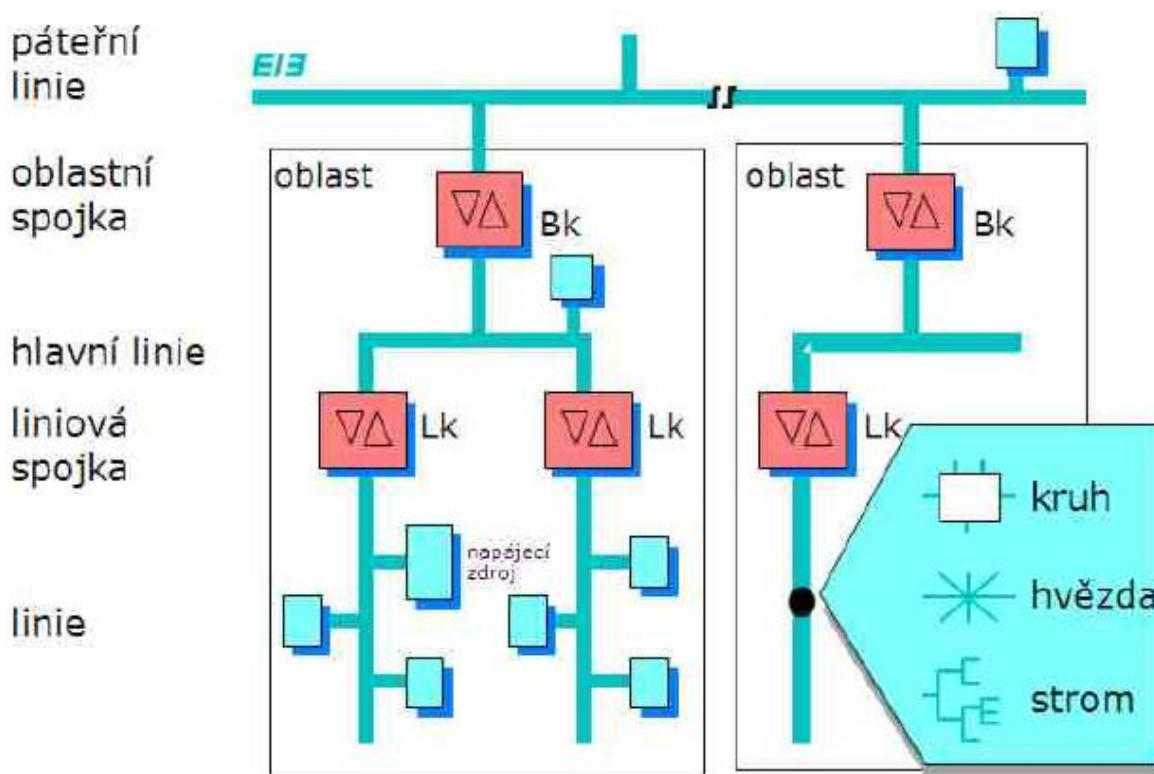 páteřní
linie
EIB
oblastní
spojka
oblast
Bk
oblast
Bk
hlavní linie
liniová
spojka
Lk
Lk
Lk
napájecí
zdroj
linie
kruh
hvězda
strom